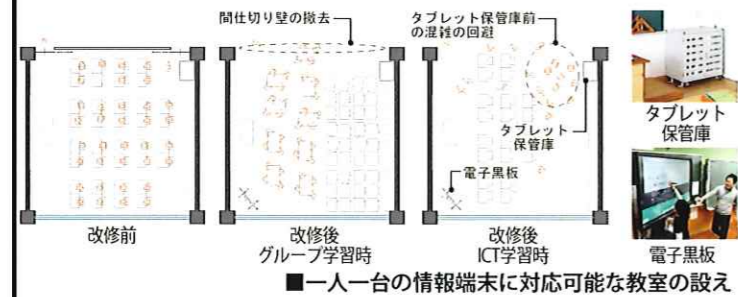 間仕切り壁の撤去
タブレット保管庫前
の混雑の回避
タブレット
保管庫
電子黒板
改修前
改修後
グループ学習時
改修後
ICT学習時
タブレット
保管庫
電子黒板
■一人一台の情報端末に対応可能な教室の設え